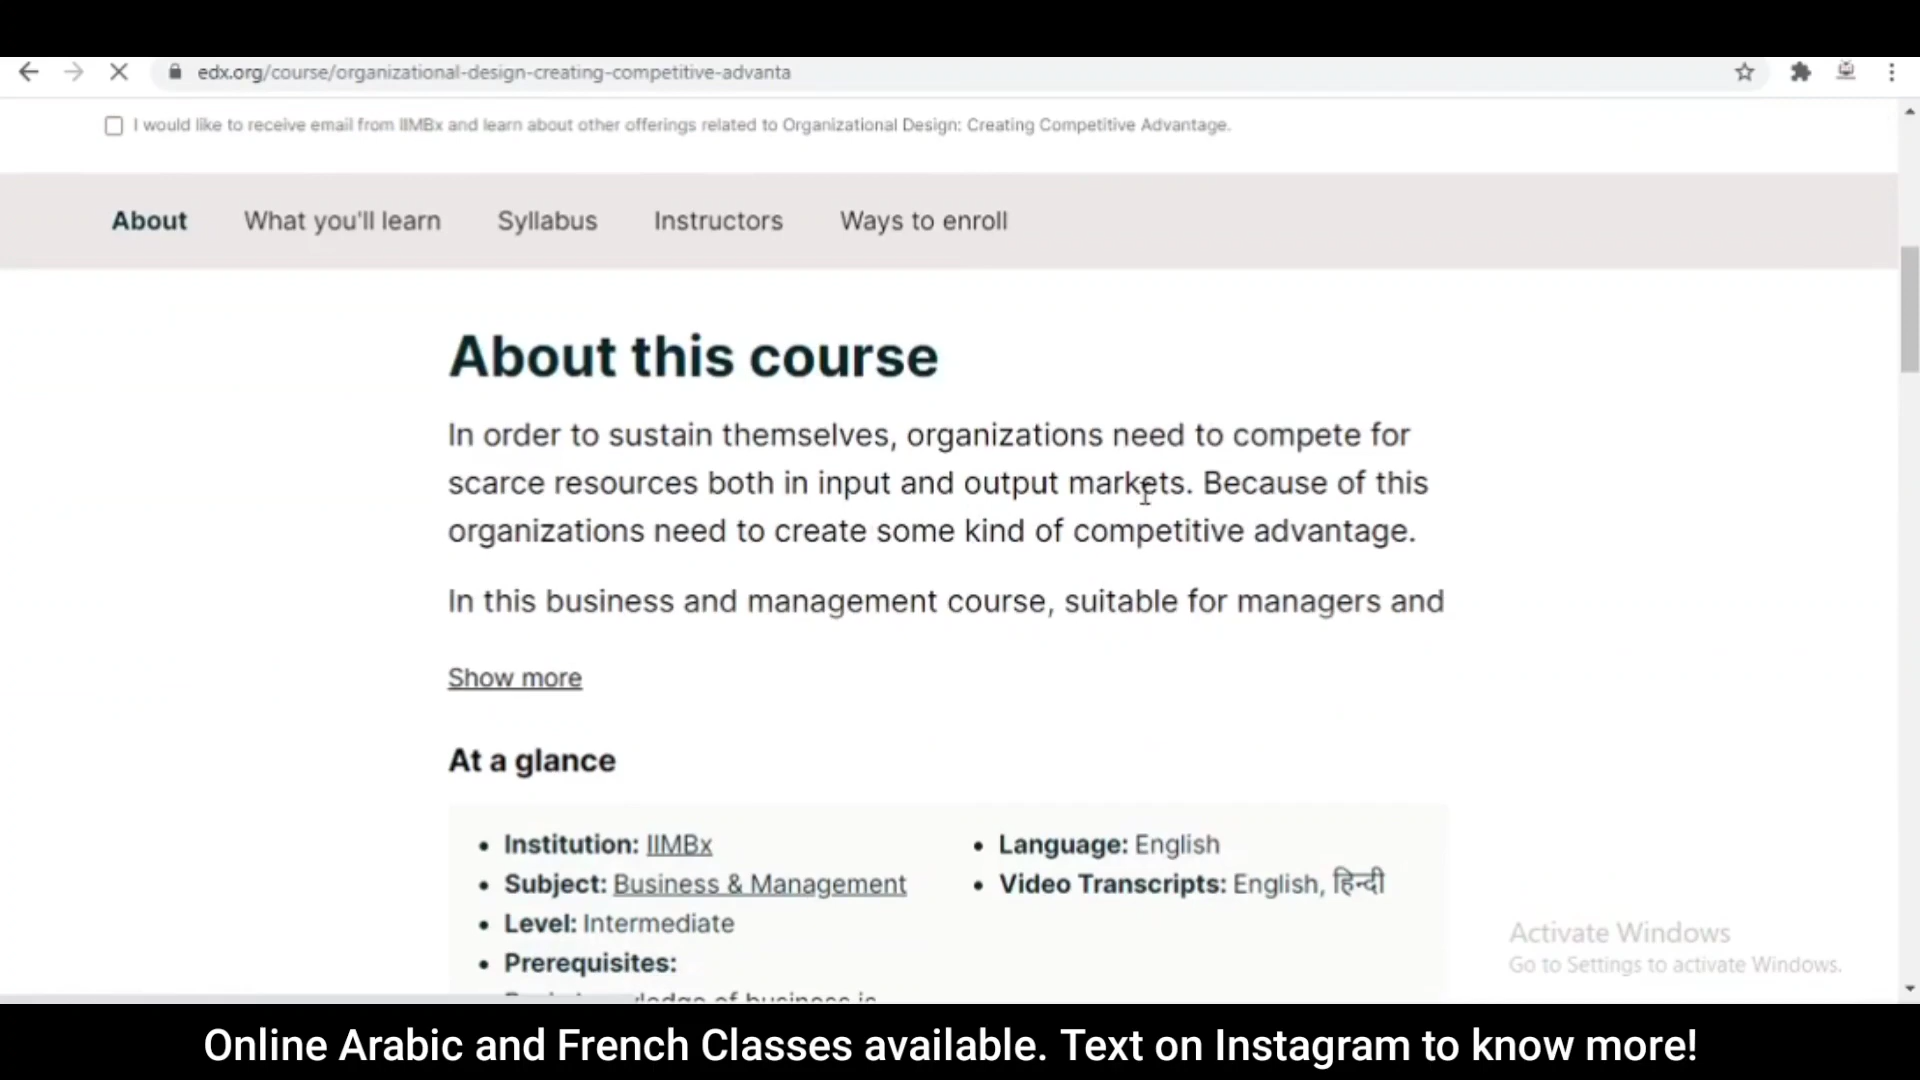 edx.org/course/organizational-design-creating-competitive-advanta
I would like to receive email from IIMBx and learn about other offerings related to Organizational Design: Creating Competitive Advantage.
About What you'll learn Syllabus Instructors Ways to enroll
About this course
In order to sustain themselves, organizations need to compete for
scarce resources both in input and output markets. Because of this
organizations need to create some kind of competitive advantage.
In this business and management course, suitable for managers and
Show more
At a glance
Institution: IIMBx
Subject: Business & Management
Level: Intermediate
Prerequisites:
of business is
Language: English
Video Transcripts: English, हिन्दी
Activate Windows
Go to Settings to activate Windows.
Online Arabic and French Classes available. Text on Instagram to know more!